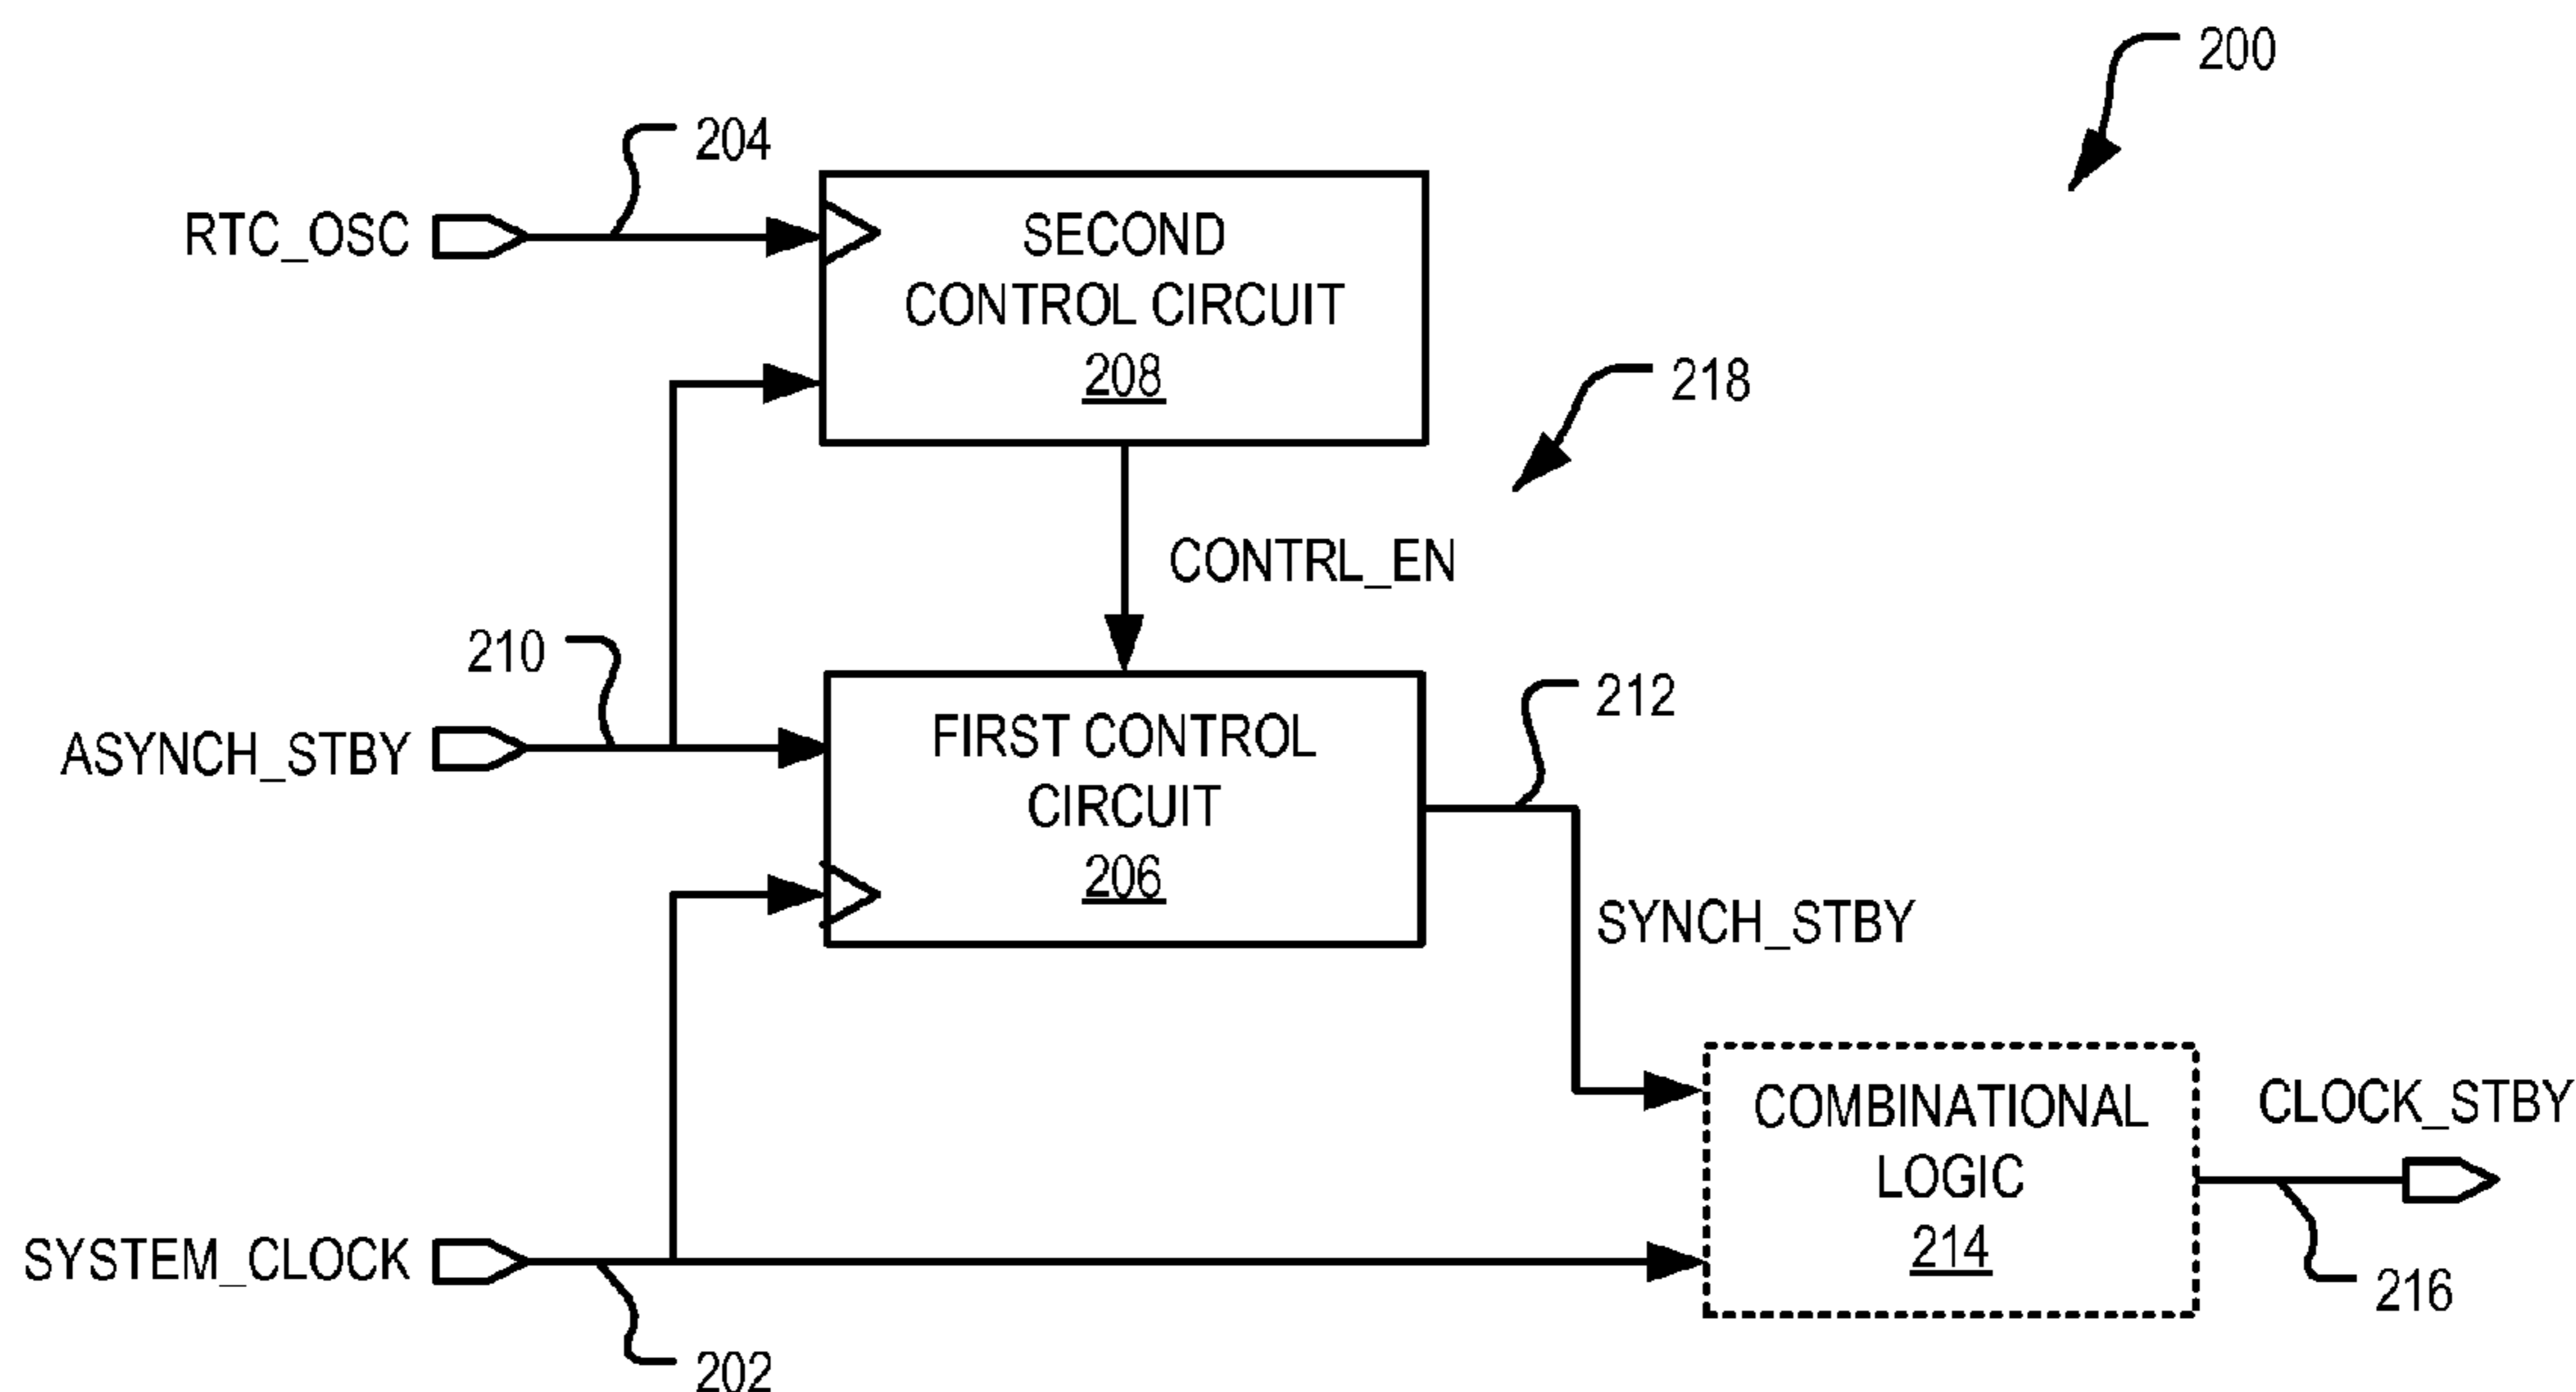 200
204
RTC_OSC
SECOND
CONTROL CIRCUIT
208
218
CONTRL_EN
210
ASYNCH_STBY
FIRST CONTROL
CIRCUIT
206
212
SYNCH_STBY
COMBINATIONAL
LOGIC
214
CLOCK_STBY
216
SYSTEM_CLOCK
202